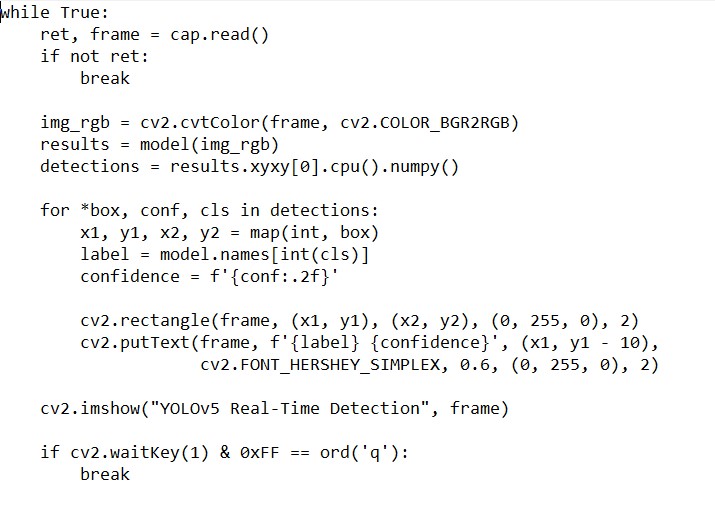 while True:
    ret, frame = cap.read()
    if not ret:
        break

    img_rgb = cv2.cvtColor(frame, cv2.COLOR_BGR2RGB)
    results = model(img_rgb)
    detections = results.xyxy[0].cpu().numpy()

    for *box, conf, cls in detections:
        x1, y1, x2, y2 = map(int, box)
        label = model.names[int(cls)]
        confidence = f'{conf:.2f}'

        cv2.rectangle(frame, (x1, y1), (x2, y2), (0, 255, 0), 2)
        cv2.putText(frame, f'{label} {confidence}', (x1, y1 - 10),
                    cv2.FONT_HERSHEY_SIMPLEX, 0.6, (0, 255, 0), 2)

    cv2.imshow("YOLOv5 Real-Time Detection", frame)

    if cv2.waitKey(1) & 0xFF == ord('q'):
        break